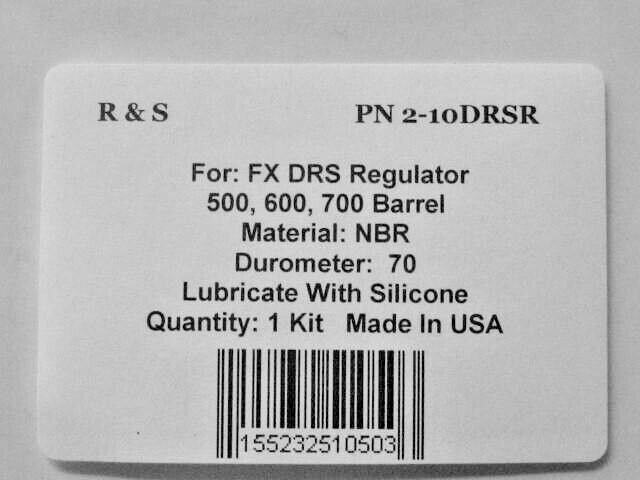 R & S PN 2-10DRSR
For: FX DRS Regulator
500, 600, 700 Barrel
Material: NBR
Durometer: 70
Lubricate With Silicone
Quantity: 1 Kit Made In USA
155232510503